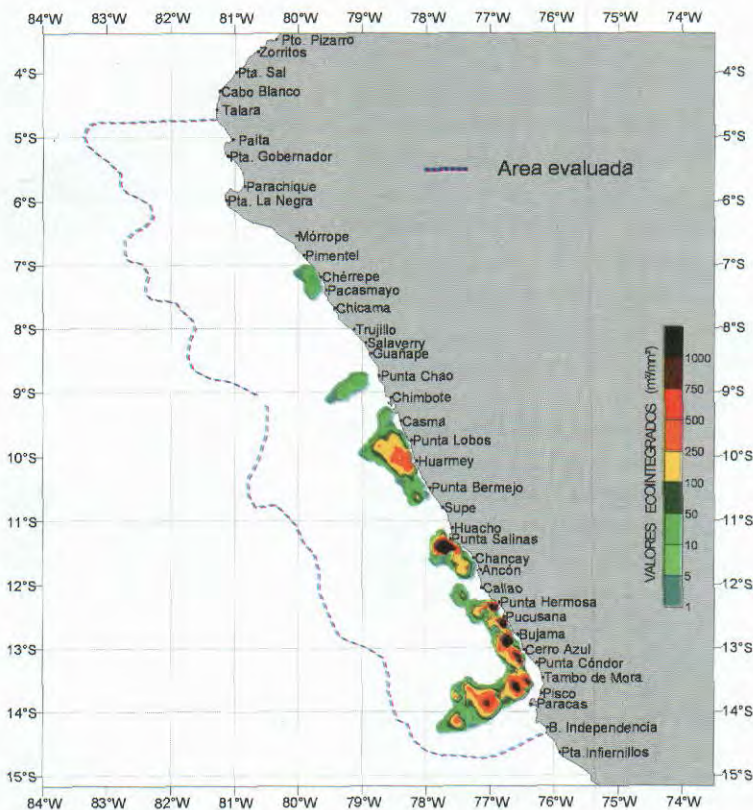 84°W 83°W 82°W 81°W 80°W 79°W 78°W 77°W 76°W 75°W 74°W
4°S
5°S
6°S
7°S
8°S
9°S
10°S
11°S
12°S
13°S
14°S
15°S
Pto. Pizarro
Zorritos
Pta. Sal
Cabo Blanco
Talara
Paita
Pta. Gobernador
Parachique
Pta. La Negra
Mórrope
Pimentel
Chérrepe
Pacasmayo
Chicama
Trujillo
Salaverry
Guañape
Punta Chao
Chimbote
Casma
Punta Lobos
Huarmey
Punta Bermejo
Supe
Huacho
Punta Salinas
Chancay
Ancón
Callao
Punta Hermosa
Pucusana
Bujama
Cerro Azul
Punta Cóndor
Tambo de Mora
Pisco
Paracas
B. Independencia
Pta. Infiernillos
Area evaluada
VALORES ECOINTEGRADOS (m²/mn²)
1000
750
500
250
100
50
10
5
1
4°S
5°S
6°S
7°S
8°S
9°S
10°S
11°S
12°S
13°S
14°S
15°S
84°W 83°W 82°W 81°W 80°W 79°W 78°W 77°W 76°W 75°W 74°W